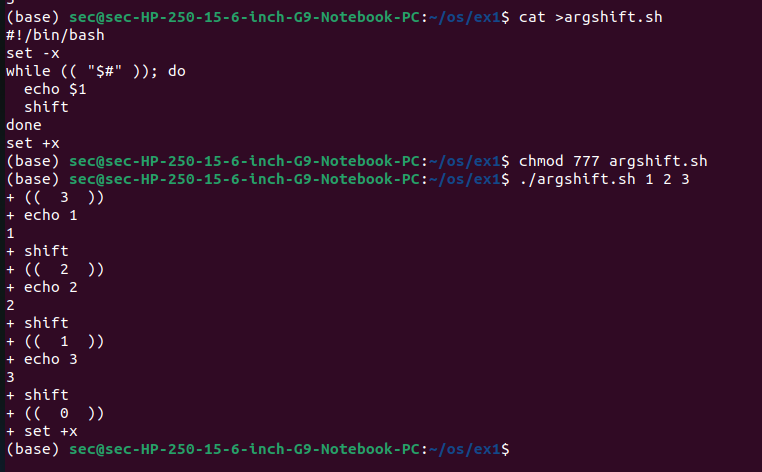 (base) sec@sec-HP-250-15-6-inch-G9-Notebook-PC:~/os/ex1$ cat >argshift.sh
#!/bin/bash
set -x
while (( "$#" )); do
  echo $1
  shift
done
set +x
(base) sec@sec-HP-250-15-6-inch-G9-Notebook-PC:~/os/ex1$ chmod 777 argshift.sh
(base) sec@sec-HP-250-15-6-inch-G9-Notebook-PC:~/os/ex1$ ./argshift.sh 1 2 3
+ ((  3  ))
+ echo 1
1
+ shift
+ ((  2  ))
+ echo 2
2
+ shift
+ ((  1  ))
+ echo 3
3
+ shift
+ ((  0  ))
+ set +x
(base) sec@sec-HP-250-15-6-inch-G9-Notebook-PC:~/os/ex1$